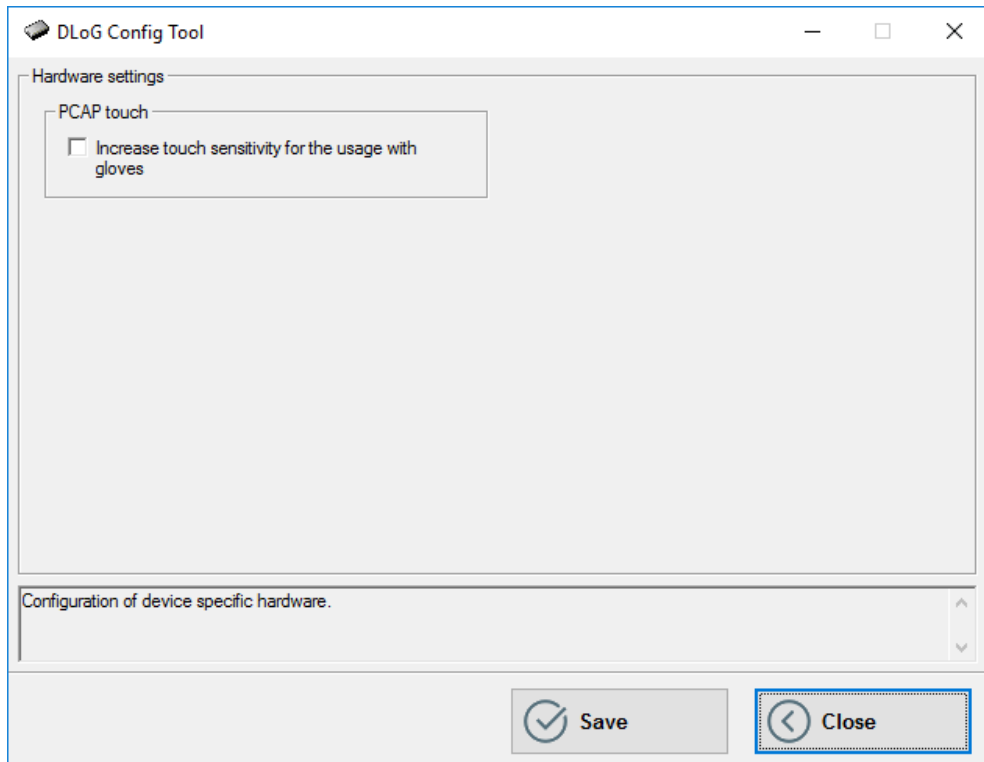 DLoG Config Tool
Hardware settings
PCAP touch
Increase touch sensitivity for the usage with
gloves
Configuration of device specific hardware.
Save
Close